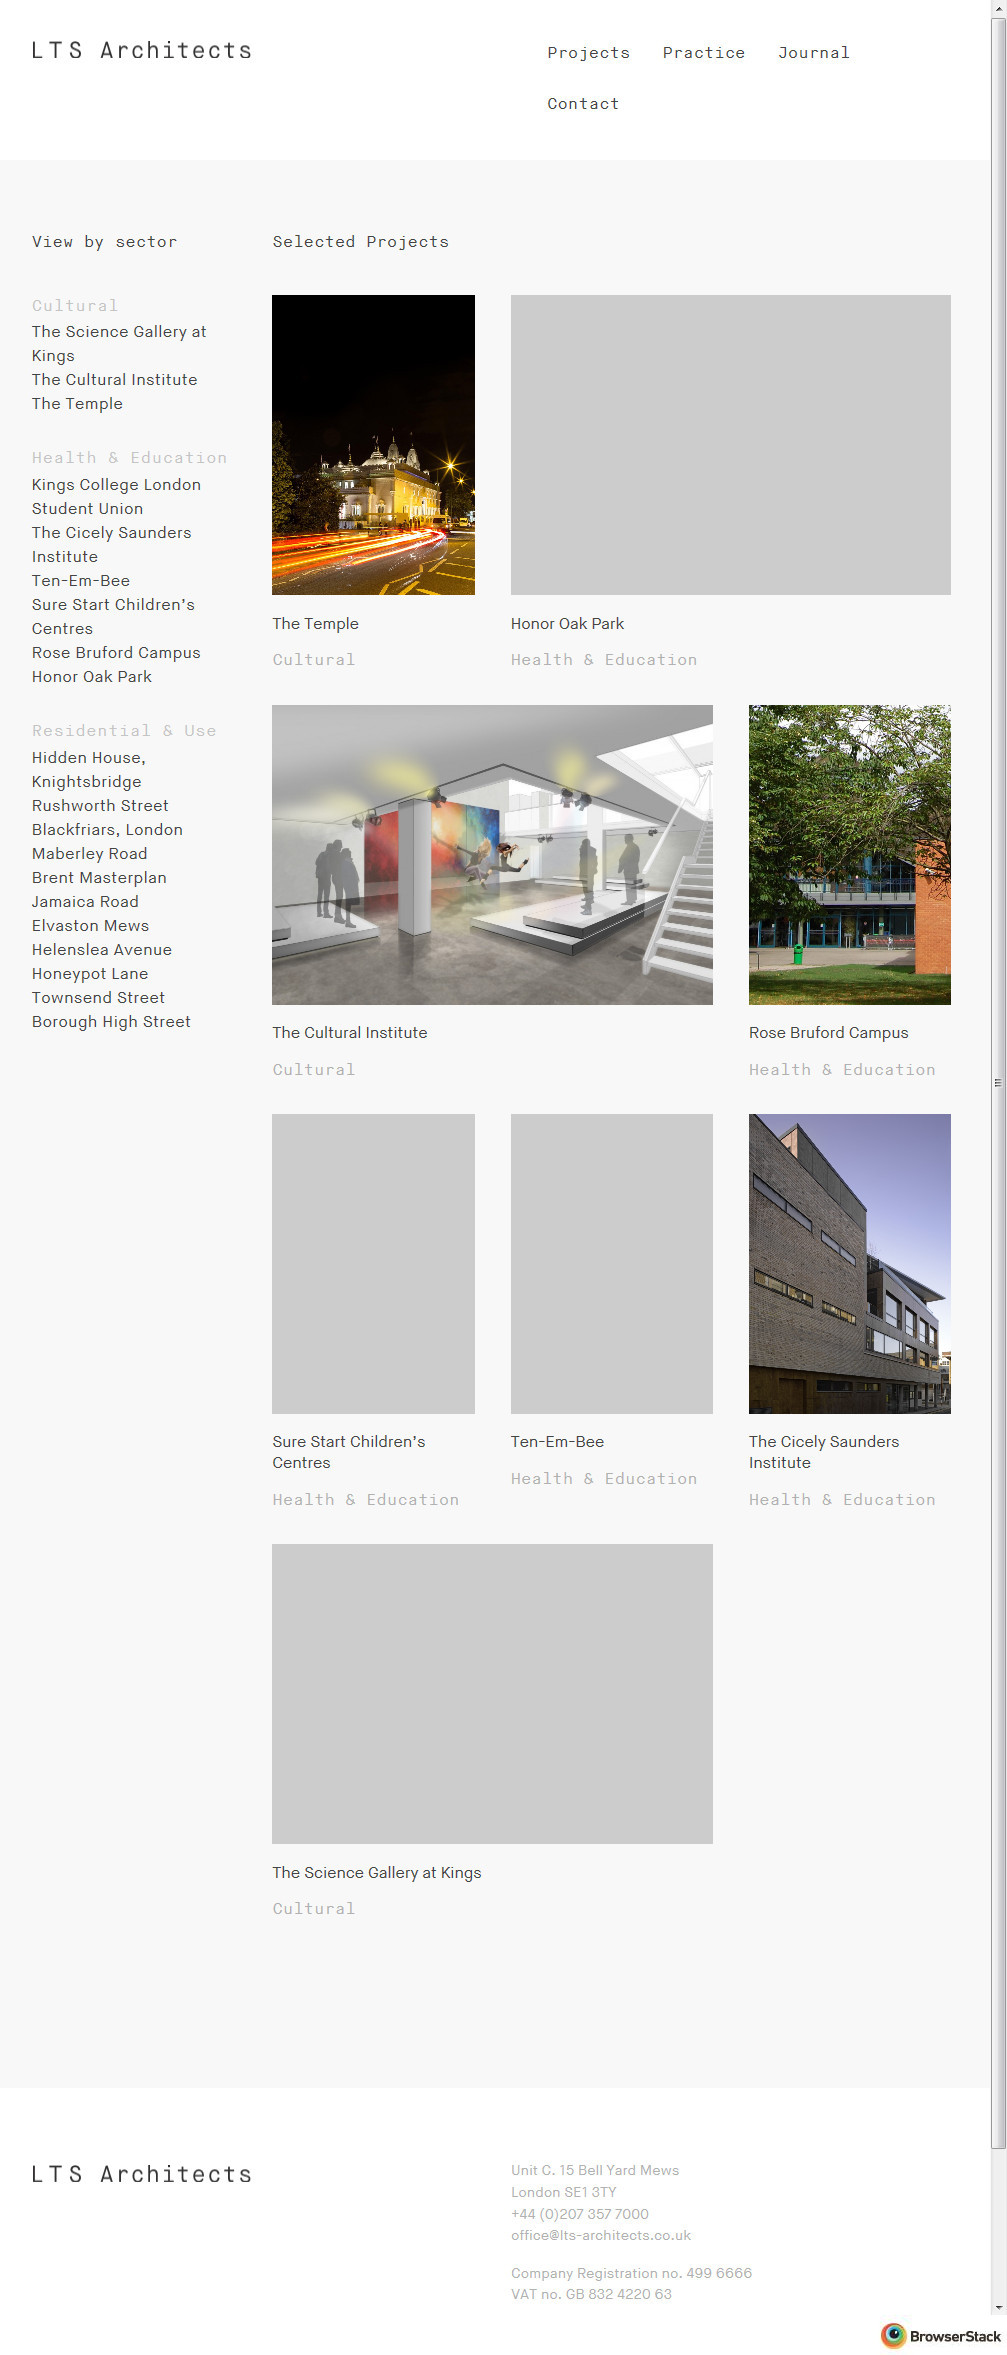 LTS Architects
Projects Practice Journal
Contact
View by sector
Selected Projects
Cultural
The Science Gallery at
Kings
The Cultural Institute
The Temple
Health & Education
Kings College London
Student Union
The Cicely Saunders
Institute
Ten-Em-Bee
Sure Start Children’s
Centres
Rose Bruford Campus
Honor Oak Park
Residential & Use
Hidden House,
Knightsbridge
Rushworth Street
Blackfriars, London
Maberley Road
Brent Masterplan
Jamaica Road
Elvaston Mews
Helenslea Avenue
Honeypot Lane
Townsend Street
Borough High Street
The Temple
Cultural
Honor Oak Park
Health & Education
The Cultural Institute
Cultural
Rose Bruford Campus
Health & Education
Sure Start Children’s
Centres
Health & Education
Ten-Em-Bee
Health & Education
The Cicely Saunders
Institute
Health & Education
The Science Gallery at Kings
Cultural
LTS Architects
Unit C. 15 Bell Yard Mews
London SE1 3TY
+44 (0)207 357 7000
office@lts-architects.co.uk
Company Registration no. 499 6666
VAT no. GB 832 4220 63
BrowserStack